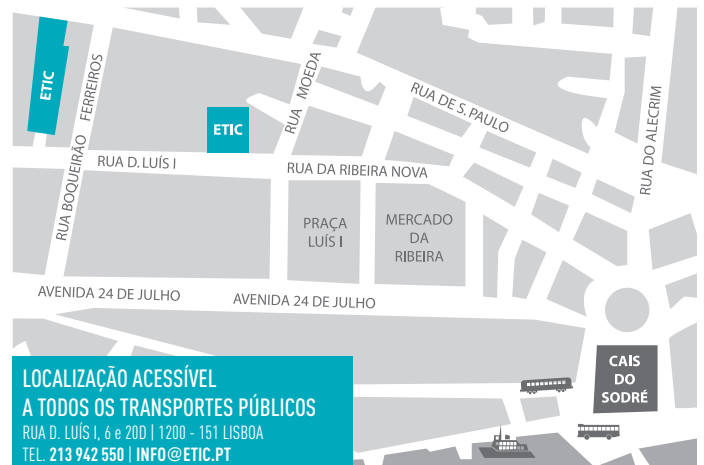 ETIC
RUA BOQUEIRÃO FERREIROS
ETIC
RUA MOEDA
RUA DE S. PAULO
RUA DO ALECRIM
RUA D. LUÍS I
RUA DA RIBEIRA NOVA
PRAÇA
LUÍS I
MERCADO
DA
RIBEIRA
AVENIDA 24 DE JULHO
AVENIDA 24 DE JULHO
CAIS
DO
SODRÉ
LOCALIZAÇÃO ACESSÍVEL
A TODOS OS TRANSPORTES PÚBLICOS
RUA D. LUÍS I, 6 e 20D | 1200 - 151 LISBOA
TEL. 213 942 550 | INFO@ETIC.PT